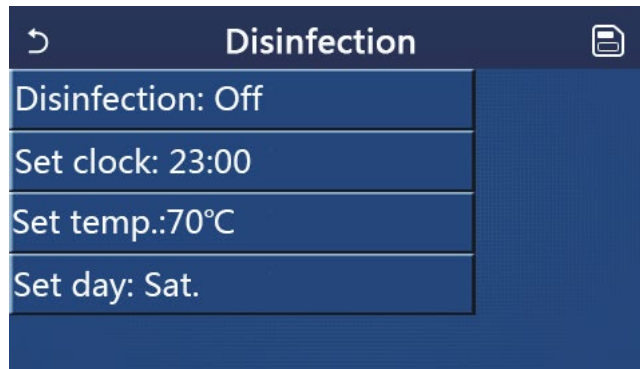 Disinfection
Disinfection: Off
Set clock: 23:00
Set temp.:70℃
Set day: Sat.